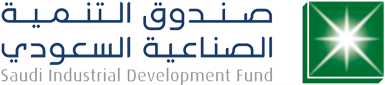 صندوق التنمية
الصناعية السعودي
Saudi Industrial Development Fund